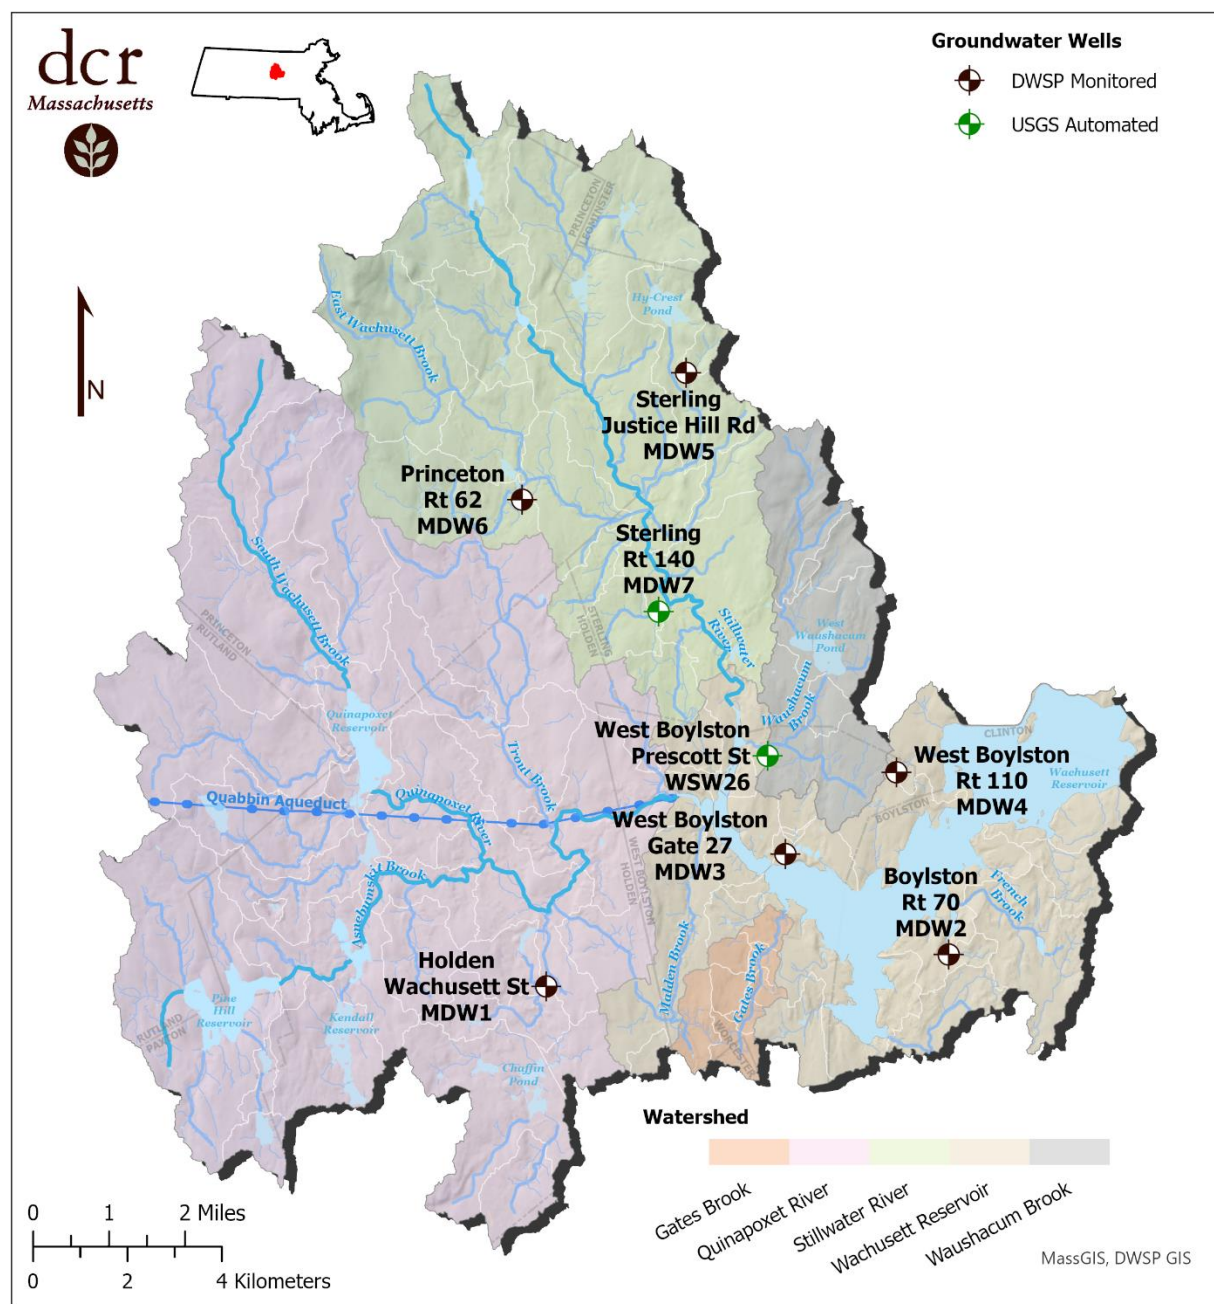 dcr
Massachusetts
Groundwater Wells
DWSP Monitored
USGS Automated
N
PRINCETON
LEOMINSTER
Hy-Crest
Pond
East Wachusett Brook
Sterling
Justice Hill Rd
MDW5
Princeton
Rt 62
MDW6
Sterling
Rt 140
MDW7
South Wachusett Brook
PRINCETON
RUTLAND
STERLING
HOLDEN
Stillwater
River
West
Waushacum
Pond
Waushacum
Brook
Quinapoxet
Reservoir
Trout Brook
West Boylston
Prescott St
WSW26
CLINTON
West Boylston
Rt 110
MDW4
Wachusett
Reservoir
BOYLSTON
Quabbin Aqueduct
Quinapoxet
River
West Boylston
Gate 27
MDW3
WEST BOYLSTON
HOLDEN
Asnebumskit Brook
Boylston
Rt 70
MDW2
French
Brook
Malden Brook
Gates Brook
Holden
Wachusett St
MDW1
Pine
Hill
Reservoir
Kendall
Reservoir
RUTLAND
PAXTON
WORCESTER
Chaffin
Pond
Watershed
Gates Brook
Quinapoxet River
Stillwater River
Wachusett Reservoir
Waushacum Brook
0 1 2 Miles
0 2 4 Kilometers
MassGIS, DWSP GIS